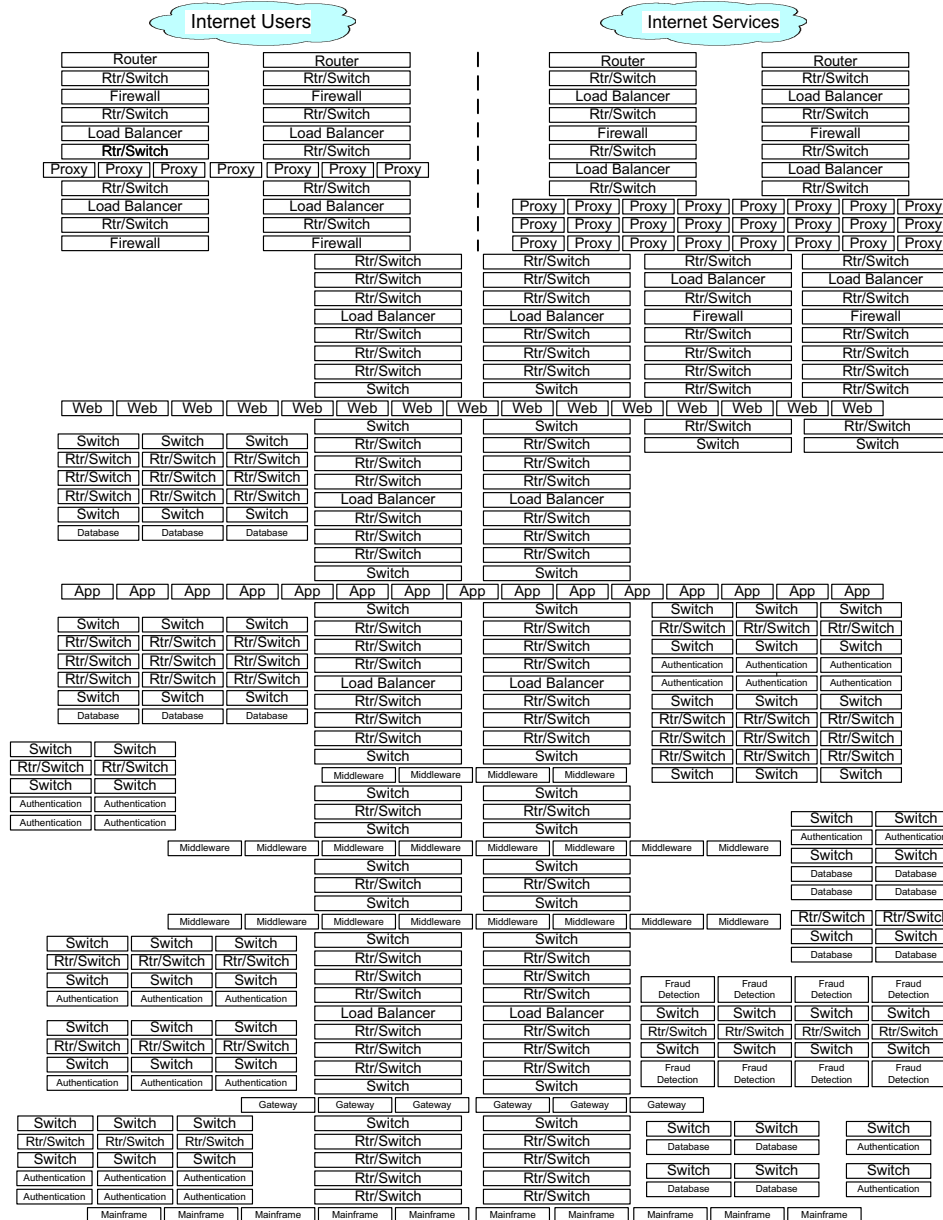 Internet Users Internet Services
Router Router Router Router
Rtr/Switch Rtr/Switch Rtr/Switch Rtr/Switch
Firewall Firewall Load Balancer Load Balancer
Rtr/Switch Rtr/Switch Rtr/Switch Rtr/Switch
Load Balancer Load Balancer Firewall Firewall
Rtr/Switch Rtr/Switch Rtr/Switch Rtr/Switch
Proxy Proxy Proxy Proxy Proxy Proxy Proxy Load Balancer Load Balancer
Rtr/Switch Rtr/Switch Rtr/Switch Rtr/Switch
Load Balancer Load Balancer Proxy Proxy Proxy Proxy Proxy Proxy Proxy Proxy
Rtr/Switch Rtr/Switch Proxy Proxy Proxy Proxy Proxy Proxy Proxy Proxy
Firewall Firewall Proxy Proxy Proxy Proxy Proxy Proxy Proxy Proxy
Rtr/Switch Rtr/Switch Rtr/Switch Rtr/Switch
Rtr/Switch Rtr/Switch Load Balancer Load Balancer
Rtr/Switch Rtr/Switch Rtr/Switch Rtr/Switch
Load Balancer Load Balancer Firewall Firewall
Rtr/Switch Rtr/Switch Rtr/Switch Rtr/Switch
Rtr/Switch Rtr/Switch Rtr/Switch Rtr/Switch
Rtr/Switch Rtr/Switch Rtr/Switch Rtr/Switch
Switch Switch Rtr/Switch Rtr/Switch
Web Web Web Web Web Web Web Web Web Web Web Web Web Web Web
Switch Switch Rtr/Switch Rtr/Switch
Switch Switch Switch Rtr/Switch Rtr/Switch Switch Switch
Rtr/Switch Rtr/Switch Rtr/Switch Rtr/Switch Rtr/Switch
Rtr/Switch Rtr/Switch Rtr/Switch Rtr/Switch Rtr/Switch
Rtr/Switch Rtr/Switch Rtr/Switch Load Balancer Load Balancer
Switch Switch Switch Rtr/Switch Rtr/Switch
Database Database Database Rtr/Switch Rtr/Switch
Rtr/Switch Rtr/Switch
Switch Switch
App App App App App App App App App App App App App App App
Switch Switch Switch Switch Switch
Switch Switch Switch Rtr/Switch Rtr/Switch Rtr/Switch Rtr/Switch Rtr/Switch
Rtr/Switch Rtr/Switch Rtr/Switch Rtr/Switch Rtr/Switch Switch Switch Switch
Rtr/Switch Rtr/Switch Rtr/Switch Rtr/Switch Rtr/Switch Authentication Authentication Authentication
Rtr/Switch Rtr/Switch Rtr/Switch Load Balancer Load Balancer Authentication Authentication Authentication
Switch Switch Switch Rtr/Switch Rtr/Switch Switch Switch Switch
Database Database Database Rtr/Switch Rtr/Switch Rtr/Switch Rtr/Switch Rtr/Switch
Rtr/Switch Rtr/Switch Rtr/Switch Rtr/Switch Rtr/Switch
Switch Switch Switch Switch Rtr/Switch Rtr/Switch Rtr/Switch
Rtr/Switch Rtr/Switch Middleware Middleware Middleware Middleware Switch Switch Switch
Switch Switch Switch Switch
Authentication Authentication Rtr/Switch Rtr/Switch
Authentication Authentication Switch Switch Switch Switch
Middleware Middleware Middleware Middleware Middleware Middleware Middleware Middleware Authentication Authentication
Switch Switch Switch Switch
Rtr/Switch Rtr/Switch Database Database
Switch Switch Database Database
Middleware Middleware Middleware Middleware Middleware Middleware Middleware Middleware Rtr/Switch Rtr/Switch
Switch Switch Switch Switch Switch Switch Switch
Rtr/Switch Rtr/Switch Rtr/Switch Rtr/Switch Rtr/Switch Database Database
Switch Switch Switch Rtr/Switch Rtr/Switch Fraud Fraud Fraud Fraud
Authentication Authentication Authentication Rtr/Switch Rtr/Switch Detection Detection Detection Detection
Load Balancer Load Balancer Switch Switch Switch Switch
Switch Switch Switch Rtr/Switch Rtr/Switch Rtr/Switch Rtr/Switch Rtr/Switch Rtr/Switch
Rtr/Switch Rtr/Switch Rtr/Switch Rtr/Switch Rtr/Switch Switch Switch Switch Switch
Switch Switch Switch Rtr/Switch Rtr/Switch Fraud Fraud Fraud Fraud
Authentication Authentication Authentication Switch Switch Detection Detection Detection Detection
Gateway Gateway Gateway Gateway Gateway Gateway
Switch Switch Switch Switch Switch Switch Switch Switch
Rtr/Switch Rtr/Switch Rtr/Switch Rtr/Switch Rtr/Switch Database Database Authentication
Switch Switch Switch Rtr/Switch Rtr/Switch Switch Switch Switch
Authentication Authentication Authentication Rtr/Switch Rtr/Switch Database Database Authentication
Authentication Authentication Authentication Rtr/Switch Rtr/Switch
Mainframe Mainframe Mainframe Mainframe Mainframe Mainframe Mainframe Mainframe Mainframe Mainframe